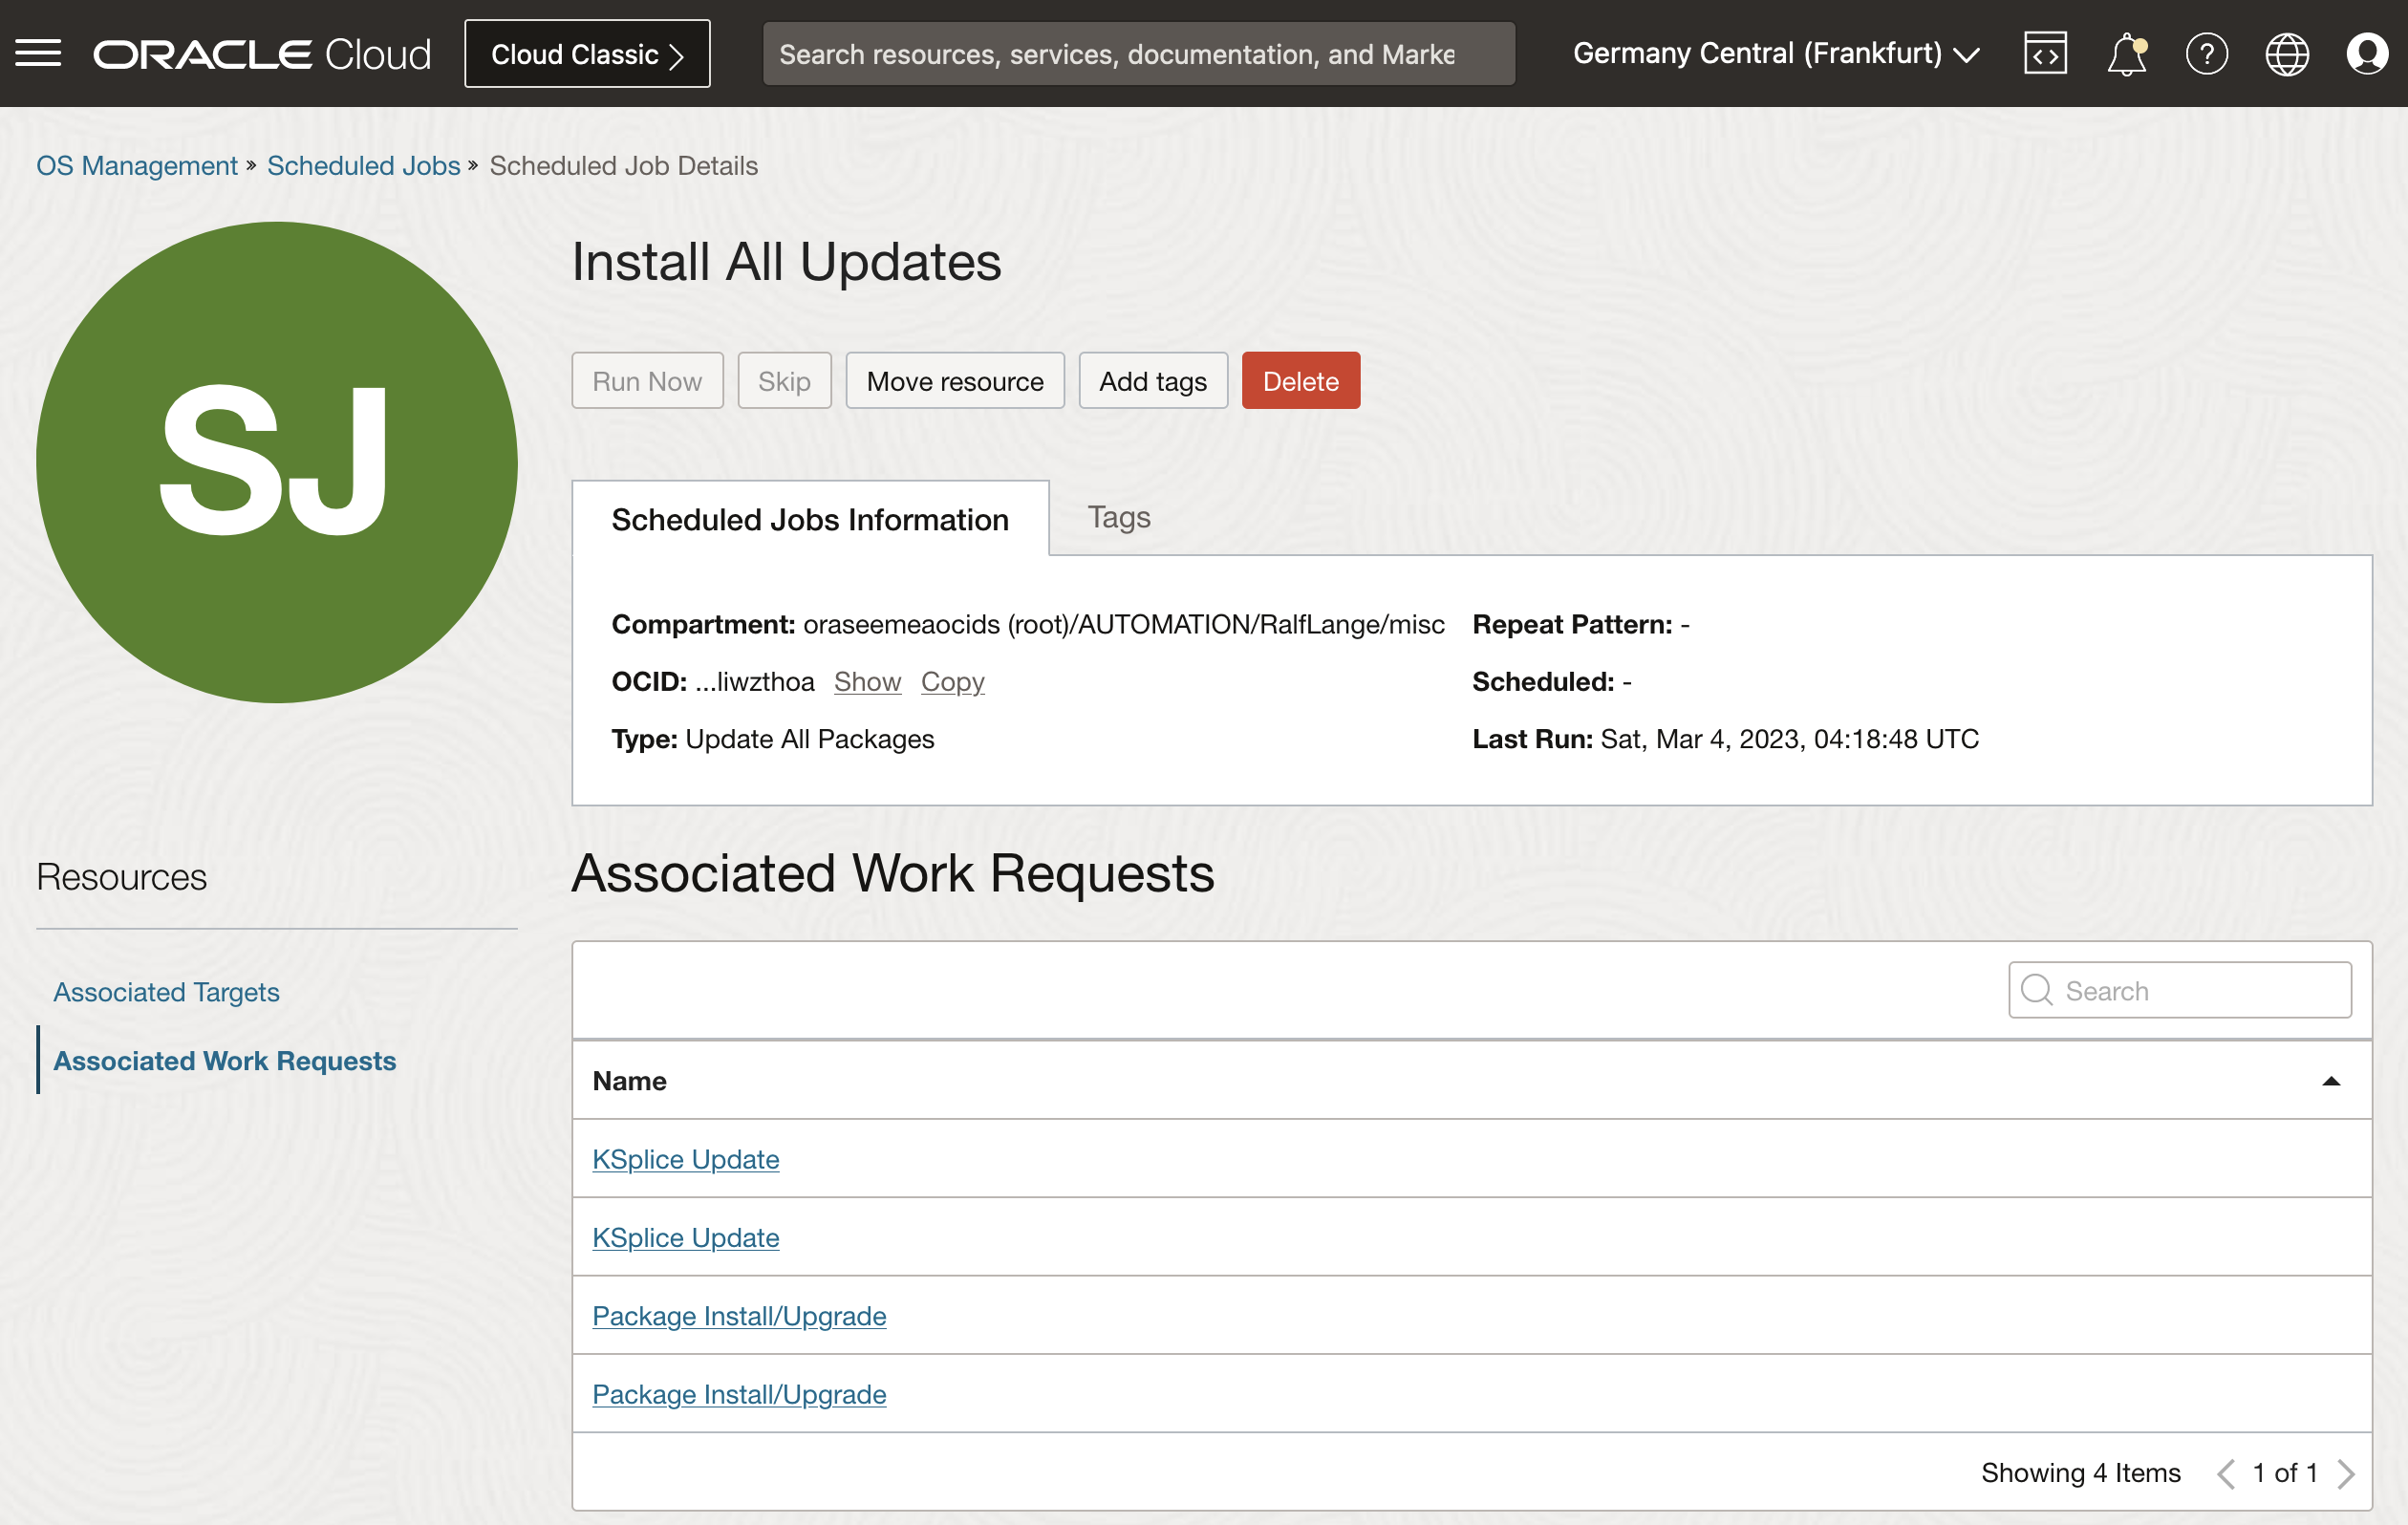 ORACLE Cloud
Cloud Classic
Search resources, services, documentation, and Marke
Germany Central (Frankfurt)
OS Management » Scheduled Jobs » Scheduled Job Details
SJ
Install All Updates
Run Now
Skip
Move resource
Add tags
Delete
Scheduled Jobs Information
Tags
Compartment: oraseemeaocids (root)/AUTOMATION/RalfLange/misc
OCID: ...liwzthoa Show Copy
Type: Update All Packages
Repeat Pattern: -
Scheduled: -
Last Run: Sat, Mar 4, 2023, 04:18:48 UTC
Resources
Associated Targets
Associated Work Requests
Associated Work Requests
Search
Name
KSplice Update
KSplice Update
Package Install/Upgrade
Package Install/Upgrade
Showing 4 Items
1 of 1